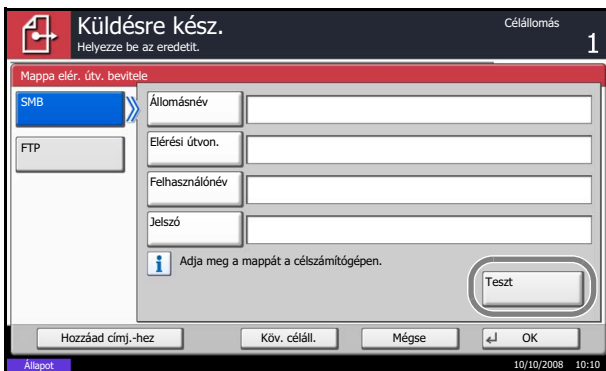 Küldésre kész.
Helyezze be az eredetit.
Célállomás
1
Mappa elér. útv. bevitele
SMB
FTP
Állomásnév
Elérési útvon.
Felhasználónév
Jelszó
Adja meg a mappát a célszámítógépen.
Teszt
Hozzáad címj.-hez
Köv. céláll.
Mégse
OK
Állapot
10/10/2008 10:10